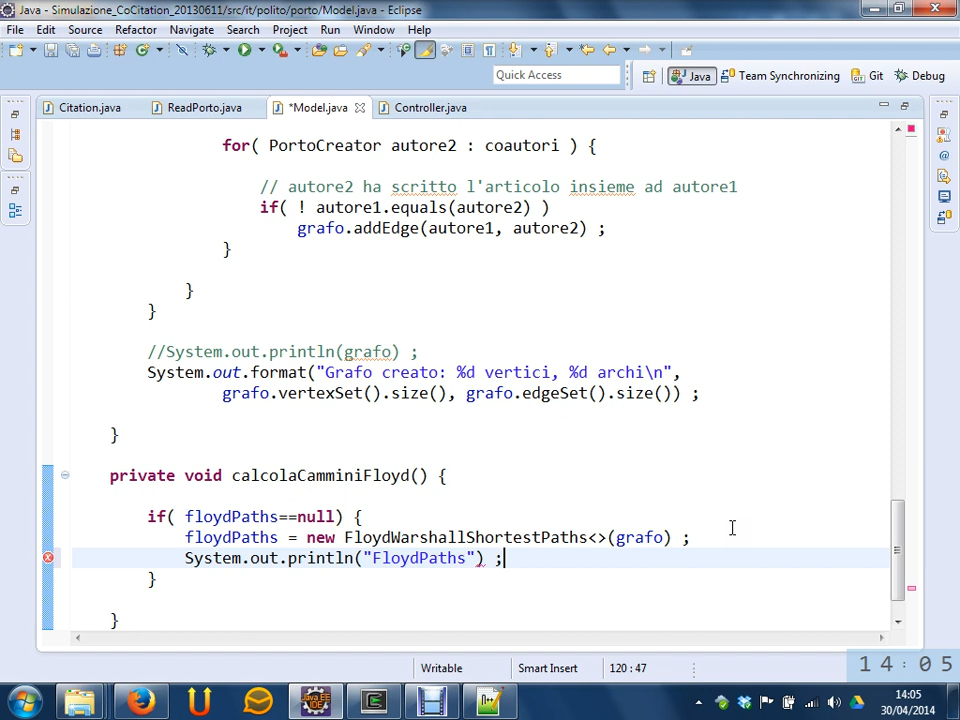 Java - Simulazione_CoCitation_20130611/src/it/polito/porto/Model.java - Eclipse
File Edit Source Refactor Navigate Search Project Run Window Help
Quick Access
Java Team Synchronizing Git Debug
Citation.java ReadPorto.java *Model.java Controller.java
for( PortoCreator autore2 : coautori ) {
// autore2 ha scritto l'articolo insieme ad autore1
if( ! autore1.equals(autore2) )
grafo.addEdge(autore1, autore2) ;
}
}
}
//System.out.println(grafo) ;
System.out.format("Grafo creato: %d vertici, %d archi\n",
grafo.vertexSet().size(), grafo.edgeSet().size()) ;
}
private void calcolaCamminiFloyd() {
if( floydPaths==null) {
floydPaths = new FloydWarshallShortestPaths<>(grafo) ;
System.out.println("FloydPaths") ;
}
}
Writable Smart Insert 120 : 47
14:05
Java EE
IDE
14:05
30/04/2014